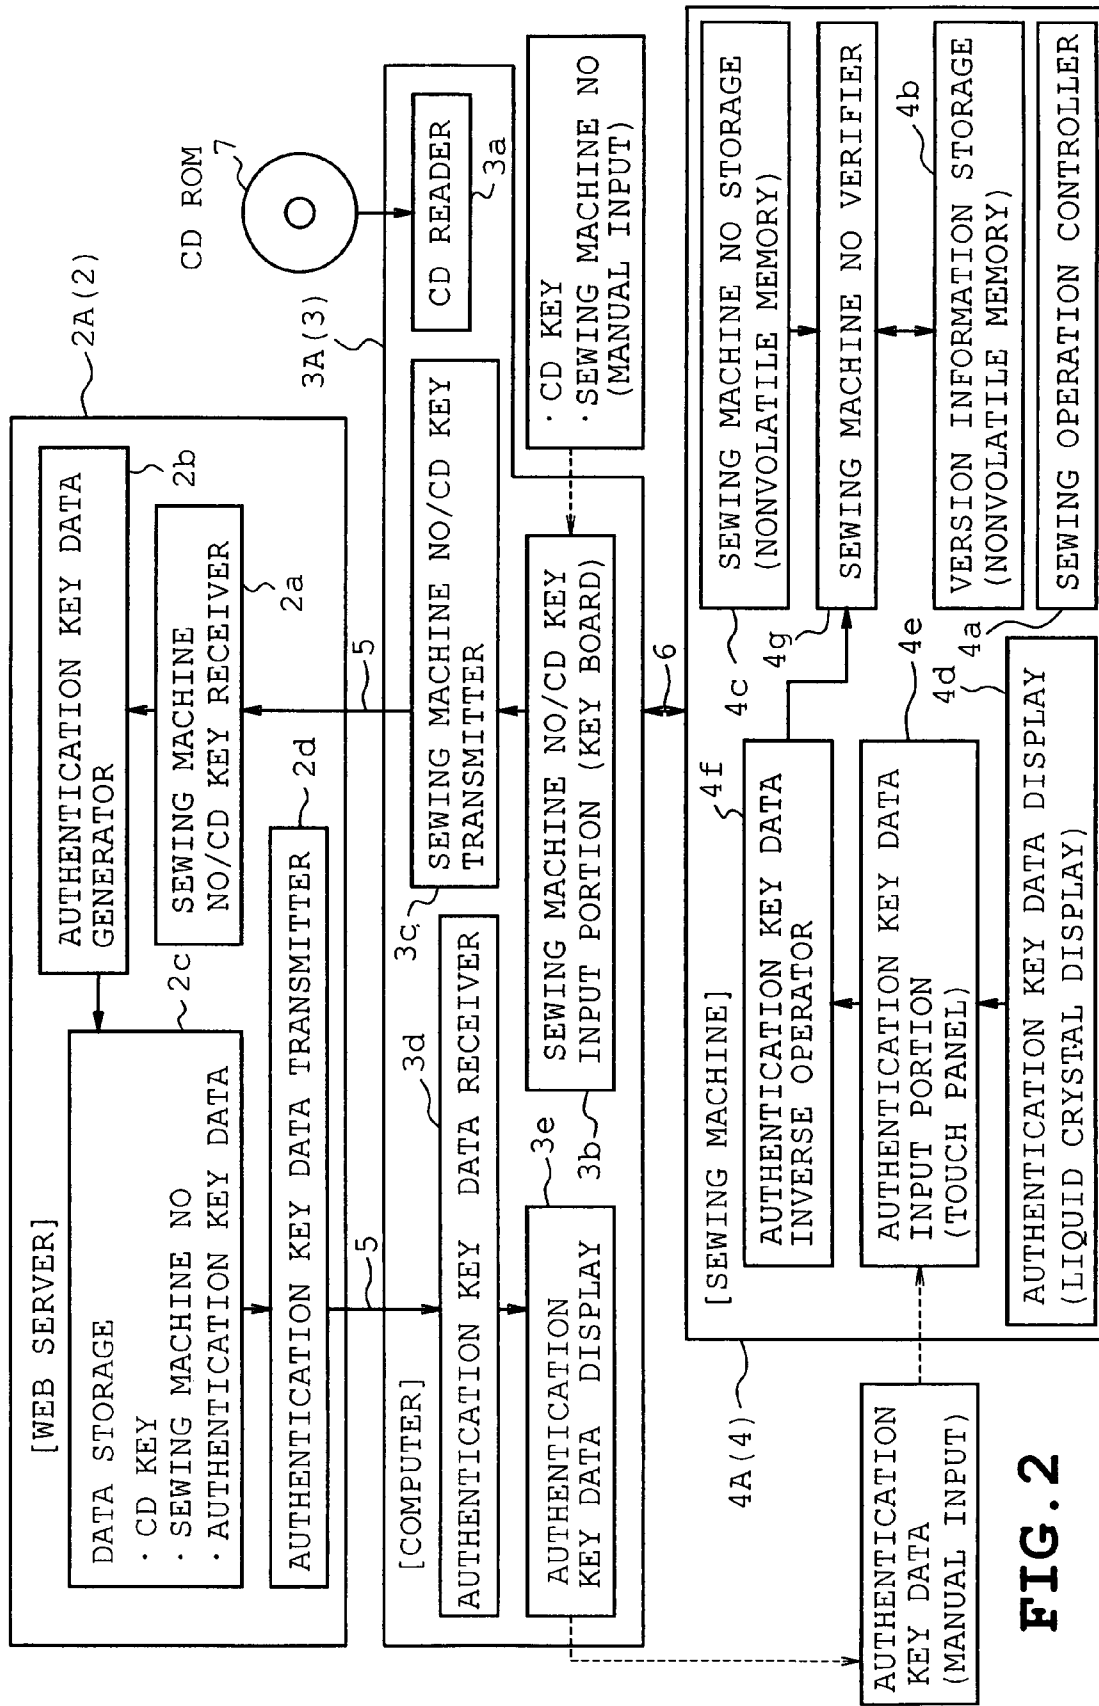 [WEB SERVER]
2A(2)
DATA STORAGE
· CD KEY
· SEWING MACHINE NO
· AUTHENTICATION KEY DATA
2c
AUTHENTICATION KEY DATA
GENERATOR
2b
SEWING MACHINE
NO/CD KEY RECEIVER
2a
AUTHENTICATION KEY DATA TRANSMITTER
2d
5
5
CD ROM
7
3A(3)
[COMPUTER]
AUTHENTICATION KEY DATA RECEIVER
3d
SEWING MACHINE NO/CD KEY
TRANSMITTER
3c
CD READER
3a
AUTHENTICATION
KEY DATA DISPLAY
3e
SEWING MACHINE NO/CD KEY
INPUT PORTION (KEY BOARD)
3b
· CD KEY
· SEWING MACHINE NO
(MANUAL INPUT)
6
[SEWING MACHINE]
4A(4)
AUTHENTICATION KEY DATA
INVERSE OPERATOR
4f
SEWING MACHINE NO STORAGE
(NONVOLATILE MEMORY)
4c
SEWING MACHINE NO VERIFIER
4g
AUTHENTICATION
KEY DATA
(MANUAL INPUT)
AUTHENTICATION KEY DATA
INPUT PORTION
(TOUCH PANEL)
4e
VERSION INFORMATION STORAGE
(NONVOLATILE MEMORY)
4b
AUTHENTICATION KEY DATA DISPLAY
(LIQUID CRYSTAL DISPLAY)
4d
SEWING OPERATION CONTROLLER
4a
FIG.2